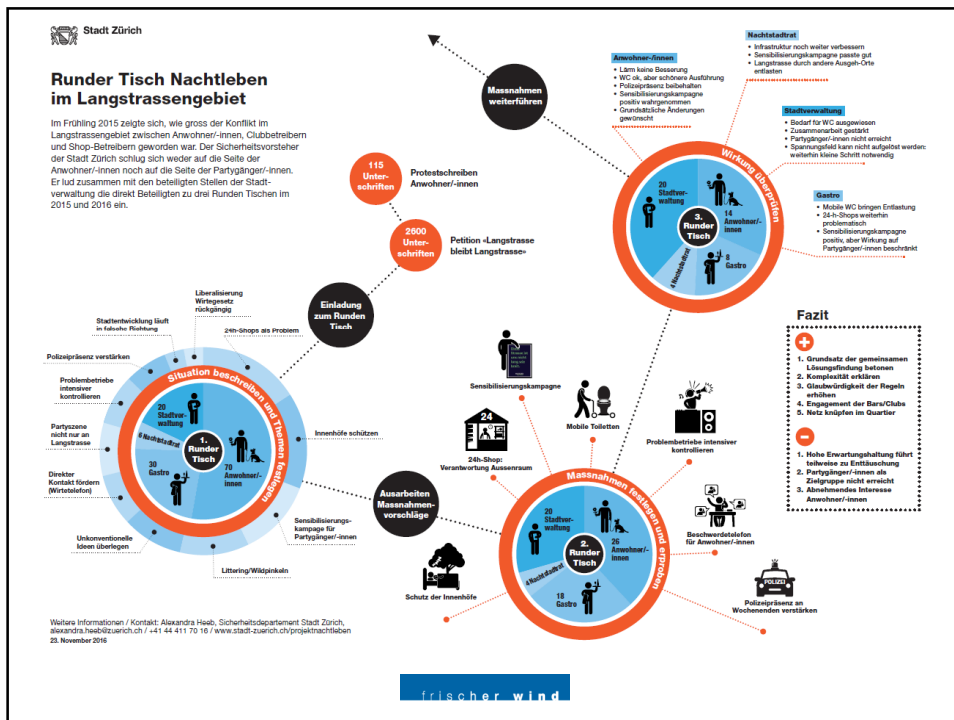 Stadt Zürich
Runder Tisch Nachtleben
im Langstrassengebiet
Im Frühling 2015 zeigte sich, wie gross der Konflikt im
Langstrassengebiet zwischen Anwohner/-innen, Clubbetreibern
und Shop-Betreibern geworden war. Der Sicherheitsvorsteher
der Stadt Zürich schlug sich weder auf die Seite der
Anwohner/-innen noch auf die Seite der Partygänger/-innen.
Er lud zusammen mit den beteiligten Stellen der Stadt-
verwaltung die direkt Beteiligten zu drei Runden Tischen im
2015 und 2016 ein.
115
Unter-
schriften
Protestschreiben
Anwohner/-innen
2600
Unter-
schriften
Petition «Langstrasse
bleibt Langstrasse»
Einladung
zum Runden
Tisch
Liberalisierung
Wirtegesetz
rückgängig
Stadtentwicklung läuft
in falsche Richtung
24h-Shops als Problem
Polizeipräsenz verstärken
Problembetriebe
intensiver
kontrollieren
Partyszene
nicht nur an
Langstrasse
Direkter
Kontakt fördern
(Wirtetelefon)
Unkonventionelle
Ideen überlegen
Littering/Wildpinkeln
Sensibilisierungs-
kampage für
Partygänger/-innen
Innenhöfe schützen
Situation beschreiben und Themen festlegen
20
Stadtver-
waltung
6 Nachtstadtrat
1.
Runder
Tisch
30
Gastro
70
Anwohner/-
innen
Ausarbeiten
Massnahmen-
vorschläge
Sensibilisierungskampagne
Mobile Toiletten
24
24h-Shop:
Verantwortung Aussenraum
Problembetriebe intensiver
kontrollieren
Beschwerdetelefon
für Anwohner/-innen
Schutz der Innenhöfe
POLIZEI
Polizeipräsenz an
Wochenenden verstärken
Massnahmen festlegen und erproben
20
Stadtver-
waltung
4 Nachtstadtrat
2.
Runder
Tisch
26
Anwohner/-
innen
18
Gastro
Massnahmen
weiterführen
Anwohner-/innen
• Lärm keine Besserung
• WC ok, aber schönere Ausführung
• Polizeipräsenz beibehalten
• Sensibilisierungskampagne
positiv wahrgenommen
• Grundsätzliche Änderungen
gewünscht
Nachtstadtrat
• Infrastruktur noch weiter verbessern
• Sensibilisierungskampagne passte gut
• Langstrasse durch andere Ausgeh-Orte
entlasten
Stadtverwaltung
• Bedarf für WC ausgewiesen
• Zusammenarbeit gestärkt
• Partygänger/-innen nicht erreicht
• Spannungsfeld kann nicht aufgelöst werden:
weiterhin kleine Schritt notwendig
Gastro
• Mobile WC bringen Entlastung
• 24-h-Shops weiterhin
problematisch
• Sensibilisierungskampagne
positiv, aber Wirkung auf
Partygänger/-innen beschränkt
Wirkung überprüfen
20
Stadtver-
waltung
14
Anwohner/-
innen
3.
Runder
Tisch
4 Nachtstadtrat
8
Gastro
Fazit
+
1. Grundsatz der gemeinsamen
Lösungsfindung betonen
2. Komplexität erklären
3. Glaubwürdigkeit der Regeln
erhöhen
4. Engagement der Bars/Clubs
5. Netz knüpfen im Quartier
−
1. Hohe Erwartungshaltung führt
teilweise zu Enttäuschung
2. Partygänger/-innen als
Zielgruppe nicht erreicht
3. Abnehmendes Interesse
Anwohner/-innen
Weitere Informationen / Kontakt: Alexandra Heeb, Sicherheitsdepartement Stadt Zürich,
alexandra.heeb@zuerich.ch / +41 44 411 70 16 / www.stadt-zuerich.ch/projektnachtleben
23. November 2016
frischer wind